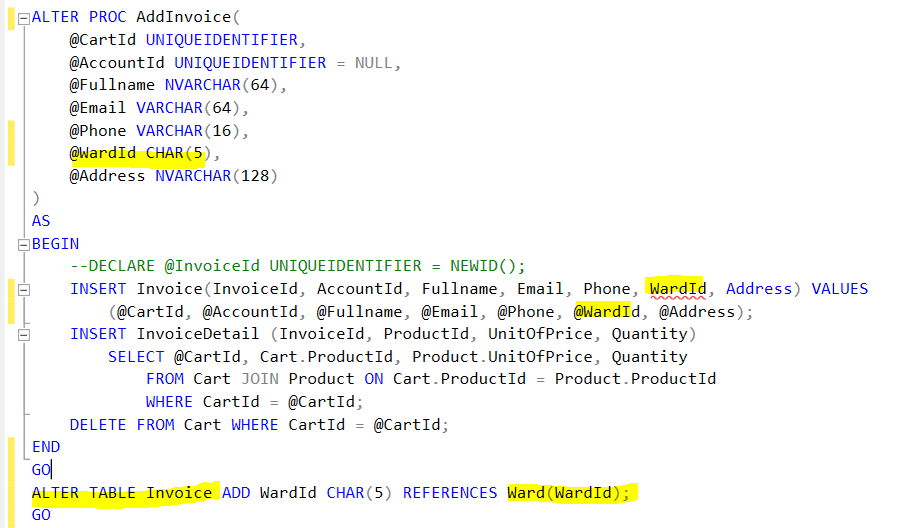 ALTER PROC AddInvoice(
@CartId UNIQUEIDENTIFIER,
@AccountId UNIQUEIDENTIFIER = NULL,
@Fullname NVARCHAR(64),
@Email VARCHAR(64),
@Phone VARCHAR(16),
@WardId CHAR(5),
@Address NVARCHAR(128)
)
AS
BEGIN
--DECLARE @InvoiceId UNIQUEIDENTIFIER = NEWID();
INSERT Invoice(InvoiceId, AccountId, Fullname, Email, Phone, WardId, Address) VALUES
(@CartId, @AccountId, @Fullname, @Email, @Phone, @WardId, @Address);
INSERT InvoiceDetail (InvoiceId, ProductId, UnitOfPrice, Quantity)
SELECT @CartId, Cart.ProductId, Product.UnitOfPrice, Quantity
FROM Cart JOIN Product ON Cart.ProductId = Product.ProductId
WHERE CartId = @CartId;
DELETE FROM Cart WHERE CartId = @CartId;
END
GO
ALTER TABLE Invoice ADD WardId CHAR(5) REFERENCES Ward(WardId);
GO